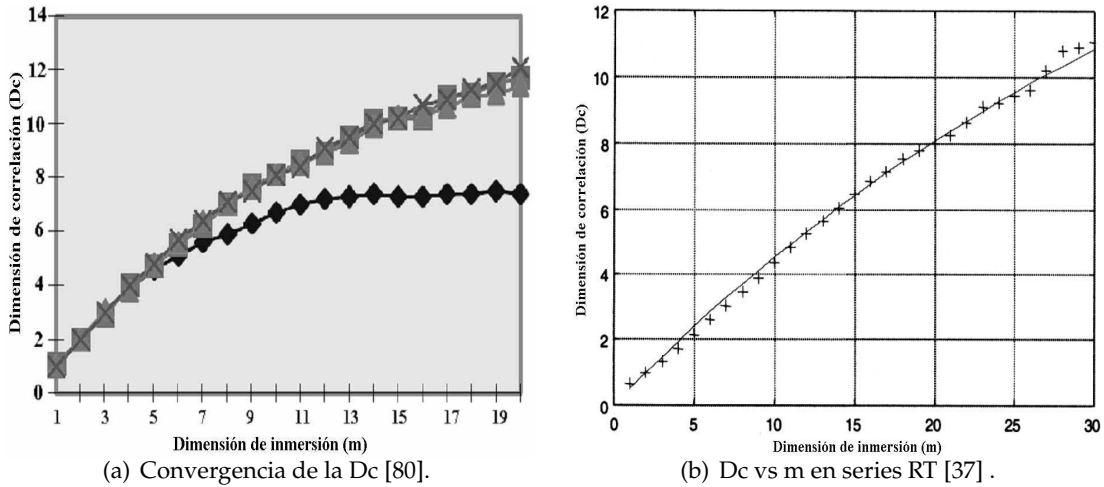 14
12
10
8
6
4
2
0
1 3 5 7 9 11 13 15 17 19
Dimensión de correlación (Dc)
Dimensión de inmersión (m)
(a) Convergencia de la Dc [80].
12
10
8
6
4
2
0
0 5 10 15 20 25 30
Dimensión de correlación (Dc)
Dimensión de inmersión (m)
(b) Dc vs m en series RT [37] .